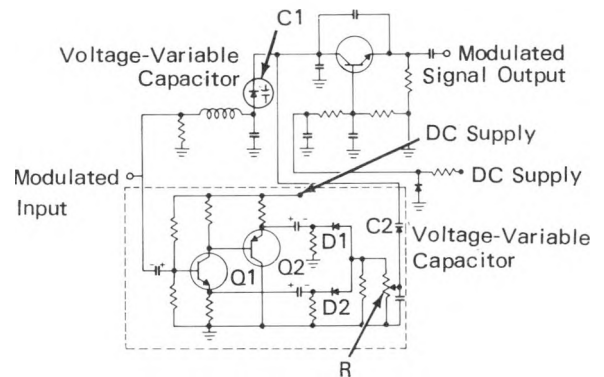 C1
Voltage-Variable
Capacitor
Modulated
Signal Output
DC Supply
DC Supply
Modulated
Input
C2
Voltage-Variable
Capacitor
D1
Q1
Q2
D2
R